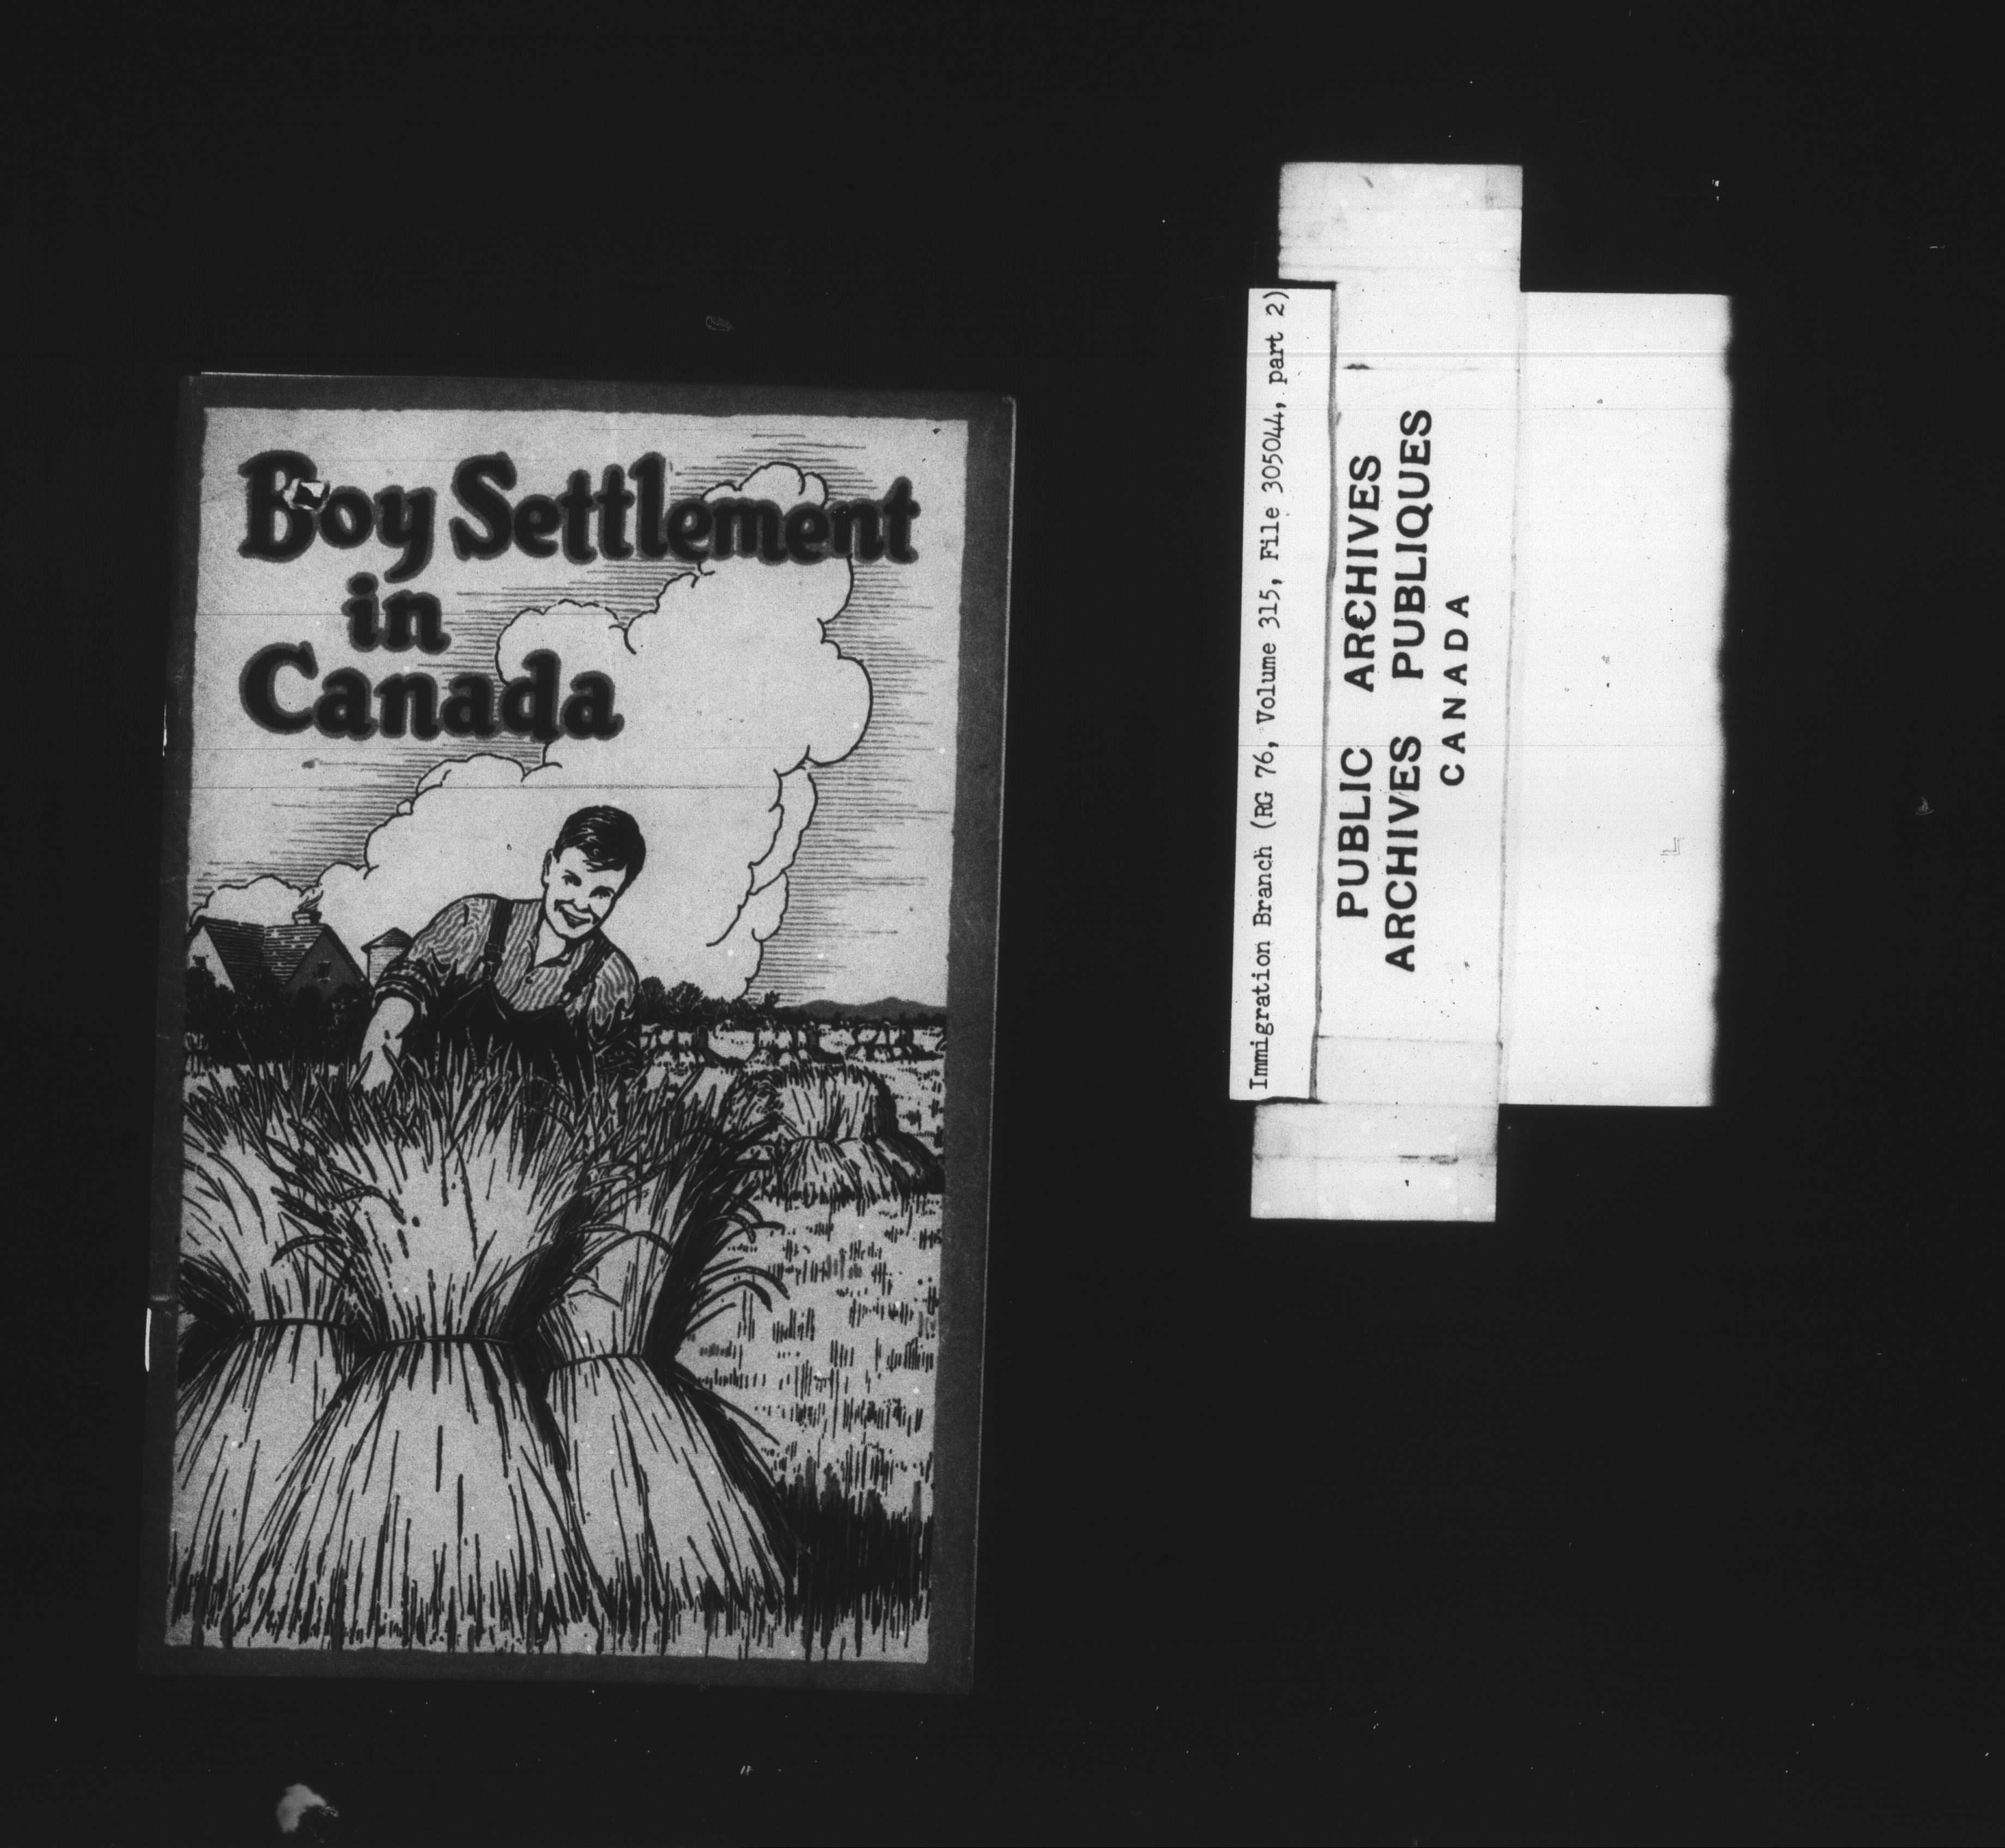 Boy Settlement
in
Canada
Immigration Branch (RG 76, Volume 315, File 305044, part 2)
PUBLIC ARCHIVES
ARCHIVES PUBLIQUES
CANADA